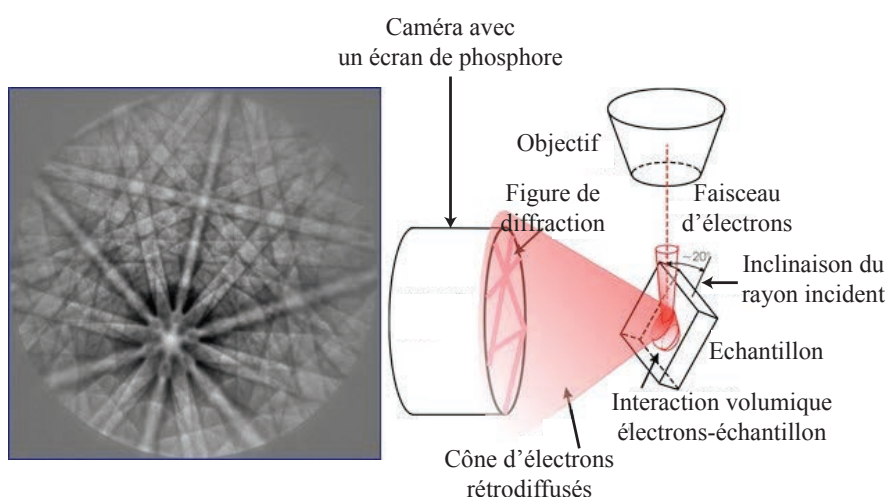 Caméra avec
un écran de phosphore
Objectif
Figure de
diffraction
Faisceau
d’électrons
~20°
Inclinaison du
rayon incident
Echantillon
Interaction volumique
électrons-échantillon
Cône d’électrons
rétrodiffusés